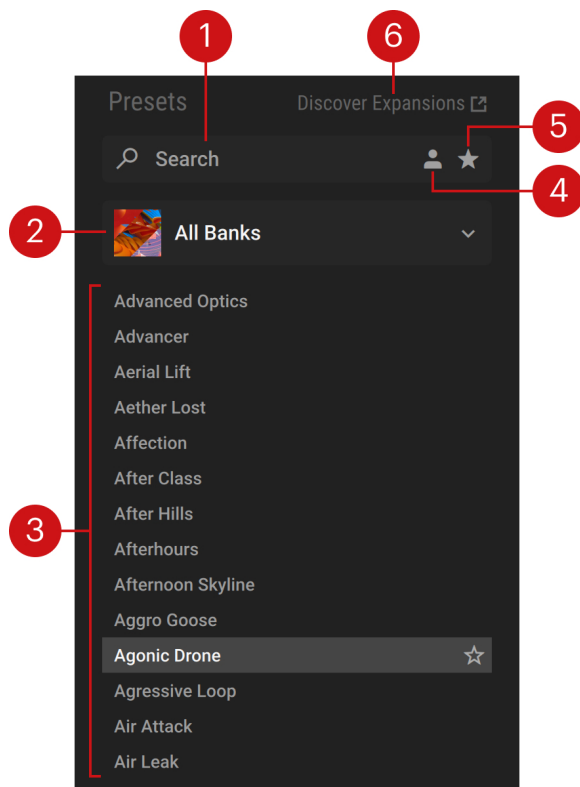 1
6
Presets
Discover Expansions
5
Search
4
2
All Banks
Advanced Optics
Advancer
Aerial Lift
Aether Lost
Affection
After Class
After Hills
3
Afterhours
Afternoon Skyline
Aggro Goose
Agonic Drone
Agressive Loop
Air Attack
Air Leak